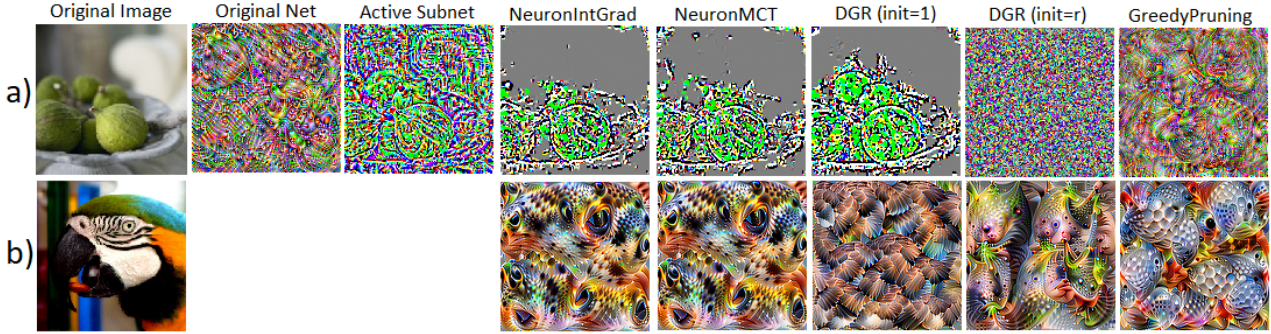 Original Image Original Net Active Subnet NeuronIntGrad NeuronMCT DGR (init=1) DGR (init=r) GreedyPruning
a)
b)